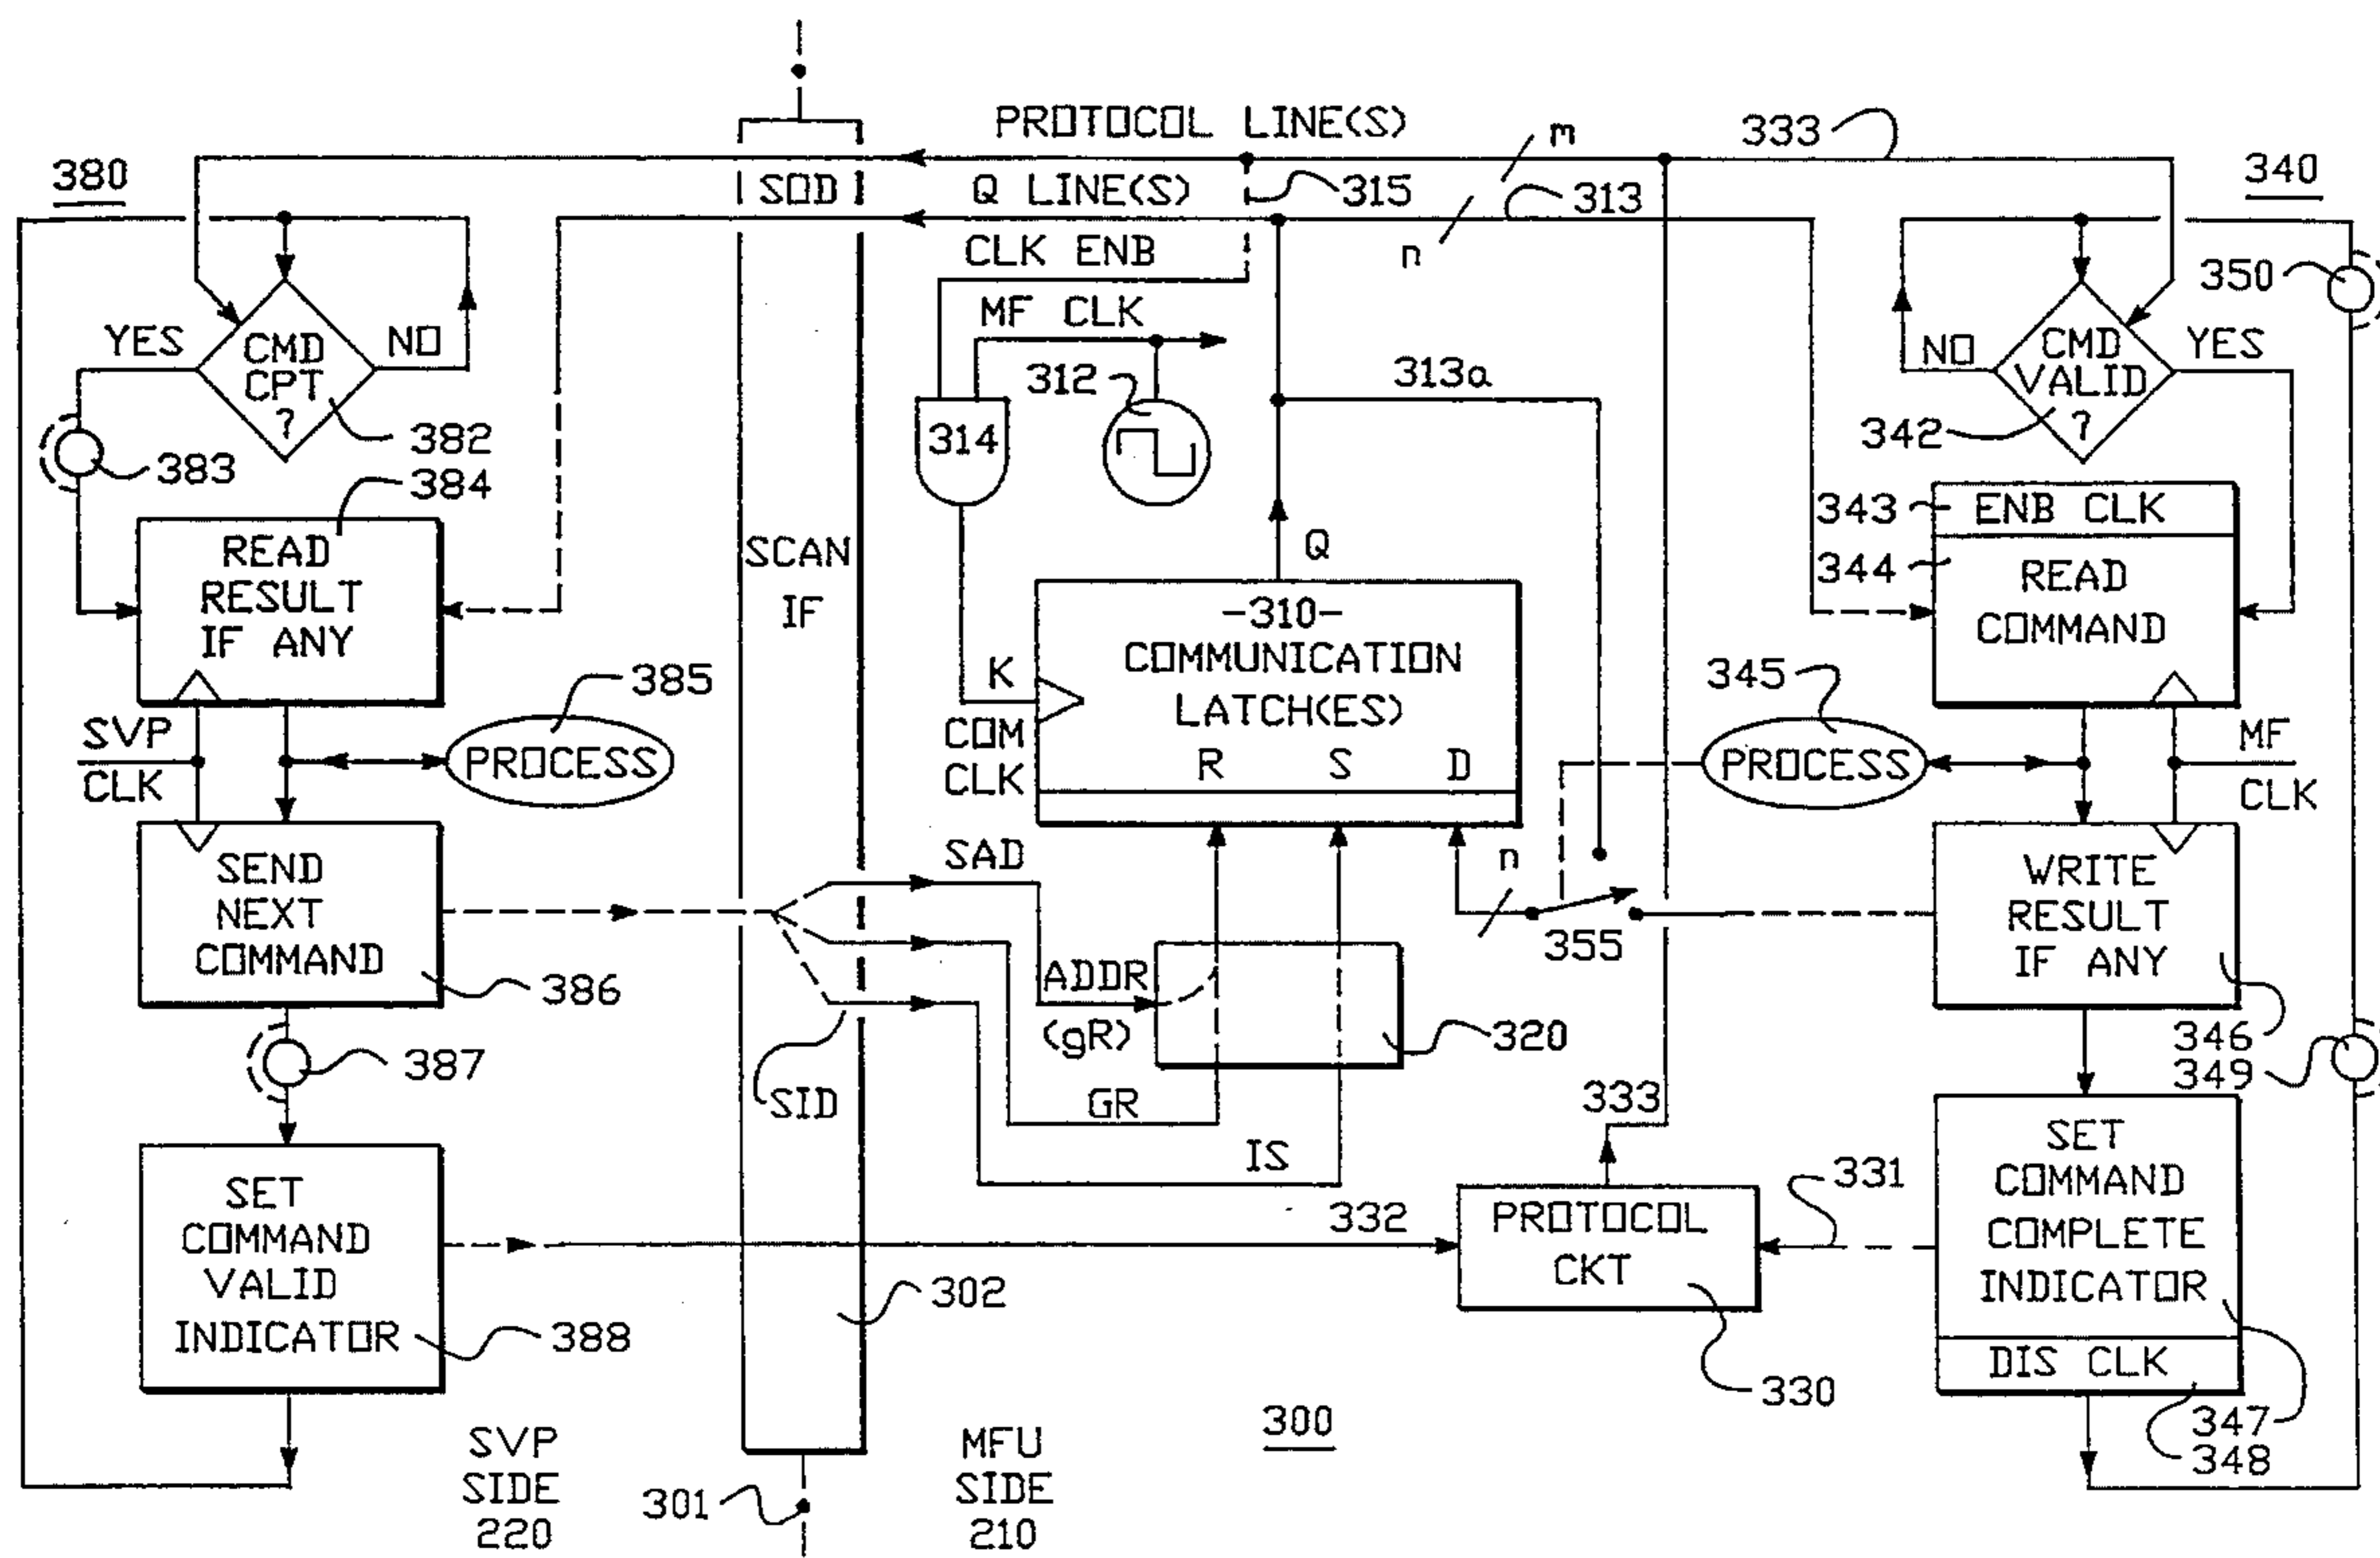 PROTOCOL LINE(S)
m
333
380
SOD
Q LINE(S)
315
313
340
n
CLK ENB
350
MF CLK
YES
CMD
CPT
?
NO
312
313a
NO
CMD
VALID
?
YES
382
314
342
383
384
343
ENB CLK
READ
RESULT
IF ANY
SCAN
IF
Q
344
READ
COMMAND
-310-
COMMUNICATION
LATCH(ES)
K
385
345
SVP
CLK
PROCESS
COM
CLK
R S D
PROCESS
MF
CLK
SEND
NEXT
COMMAND
SAD
n
WRITE
RESULT
IF ANY
355
386
ADDR
(gR)
320
346
387
349
SID
GR
333
SET
COMMAND
VALID
INDICATOR
IS
331
SET
COMMAND
COMPLETE
INDICATOR
332
PROTOCOL
CKT
302
388
DIS CLK
330
300
347
348
SVP
SIDE
220
MFU
SIDE
210
301